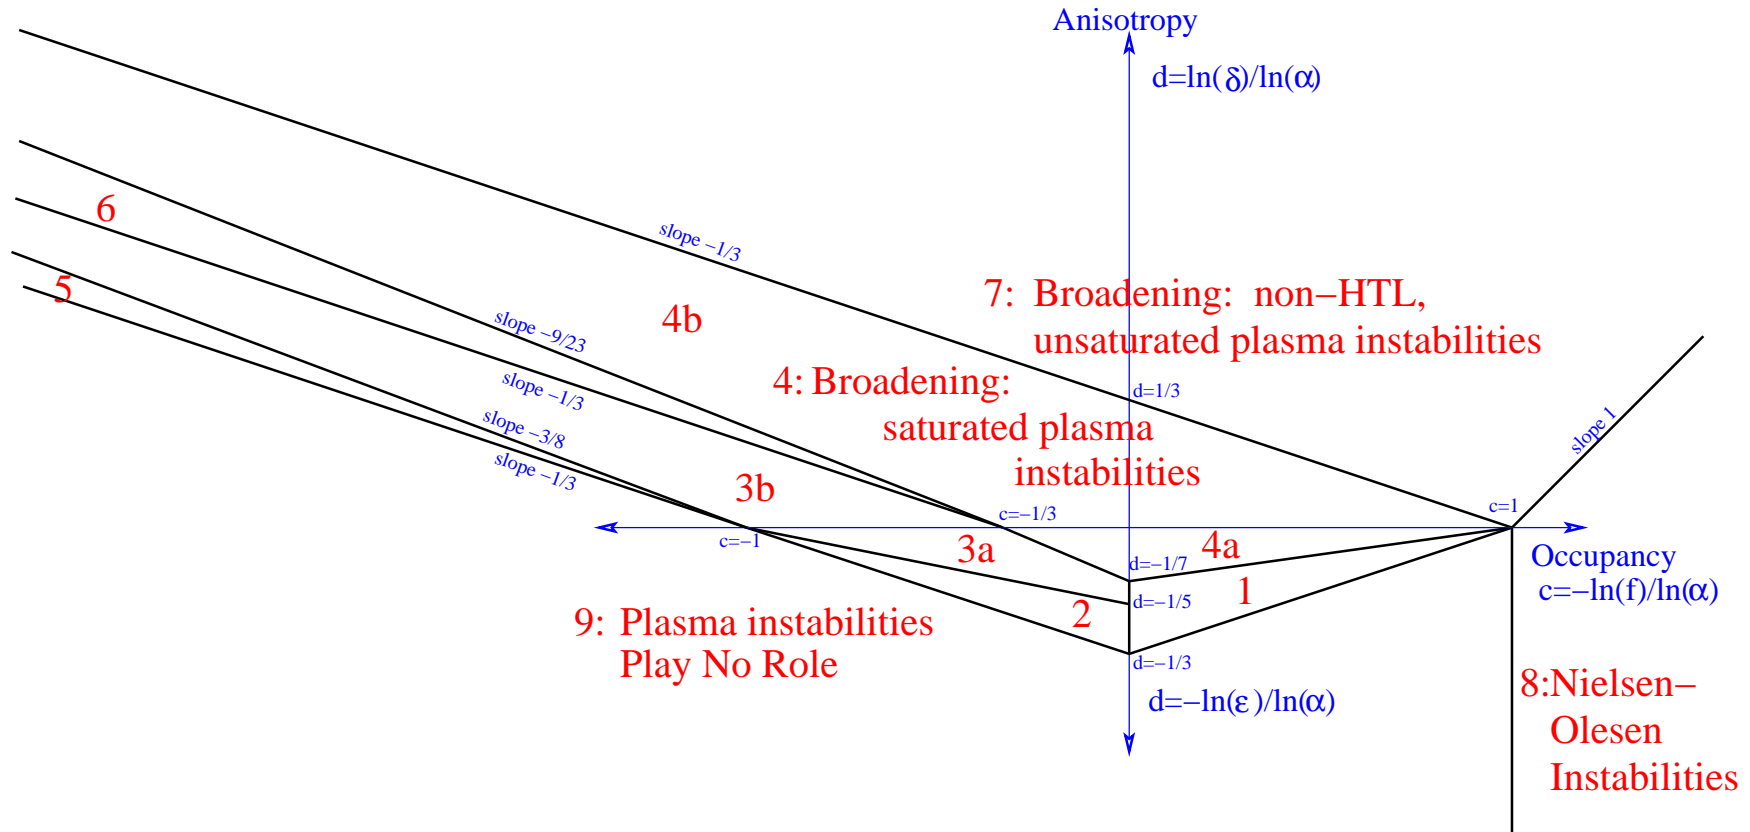 Anisotropy
d=ln(δ)/ln(α)
6
slope −1/3
5
4b
7: Broadening: non−HTL,
unsaturated plasma instabilities
slope −9/23
4: Broadening:
saturated plasma
instabilities
d=1/3
slope −1/3
slope −3/8
slope −1/3
slope 1
3b
c=−1/3
c=1
c=−1
3a
4a
Occupancy
c=−ln(f)/ln(α)
d=−1/7
1
d=−1/5
2
9: Plasma instabilities
Play No Role
d=−1/3
d=−ln(ε)/ln(α)
8:Nielsen−
Olesen
Instabilities